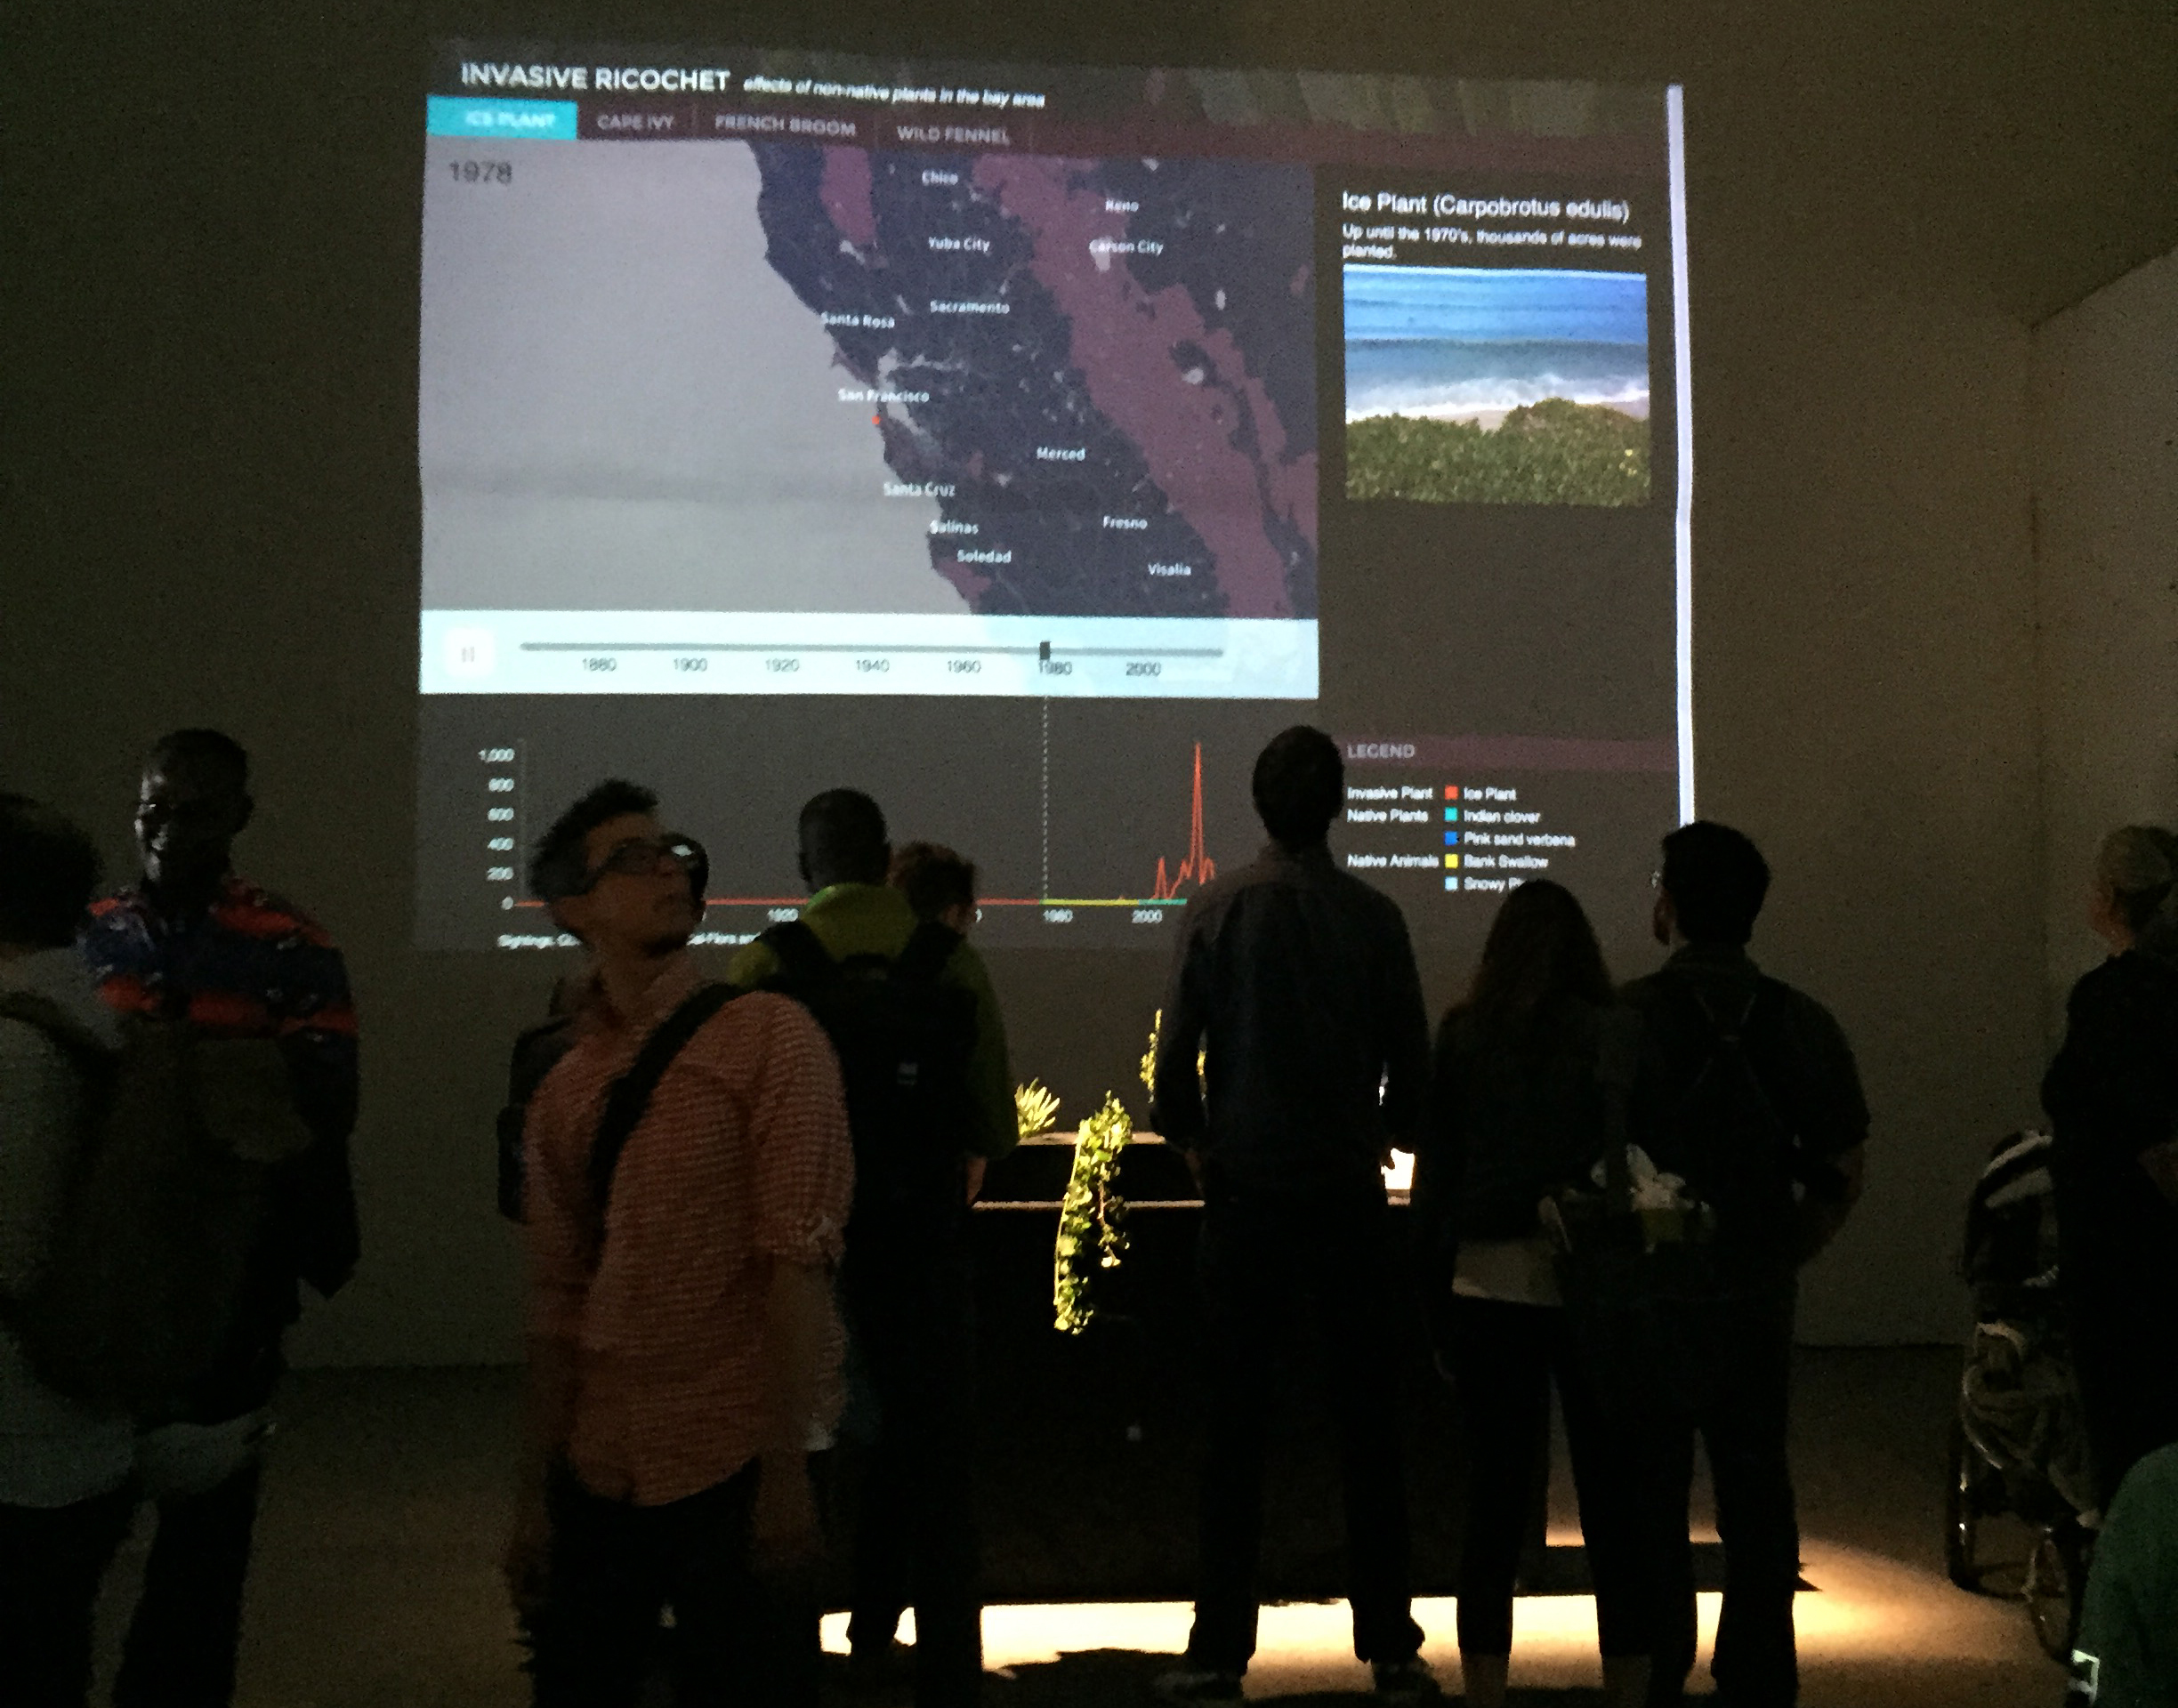 INVASIVE RICOCHET effects of non-native plants in the bay area
ICE PLANT CAPE IVY FRENCH BROOM WILD FENNEL
1978
Chico
Reno
Yuba City
Carson City
Sacramento
Santa Rosa
San Francisco
Merced
Santa Cruz
Salinas
Fresno
Soledad
Visalia
Ice Plant (Carpobrotus edulis)
Up until the 1970's, thousands of acres were
planted.
1880 1900 1920 1940 1960 1980 2000
1,000
800
600
400
200
0
1920 1980 2000
LEGEND
Invasive Plant Ice Plant
Native Plants Indian clover
Pink sand verbena
Native Animals Bank Swallow
Snowy